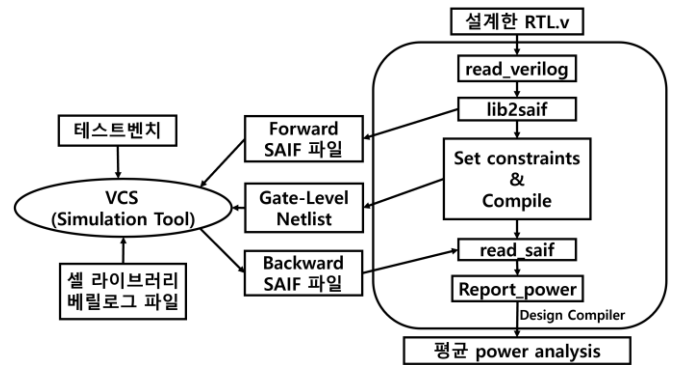 설계한 RTL.v
read_verilog
lib2saif
Set constraints
&
Compile
read_saif
Report_power
Design Compiler
평균 power analysis
Forward
SAIF 파일
Gate-Level
Netlist
Backward
SAIF 파일
테스트벤치
VCS
(Simulation Tool)
셀 라이브러리
베릴로그 파일